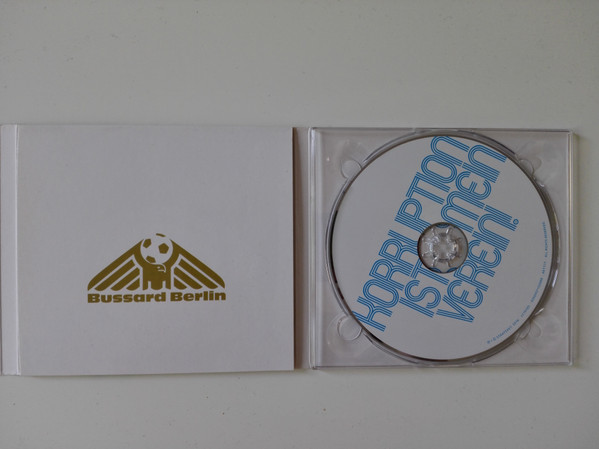 Bussard Berlin
KORRUPTION
IST MEIN
VEREIN!